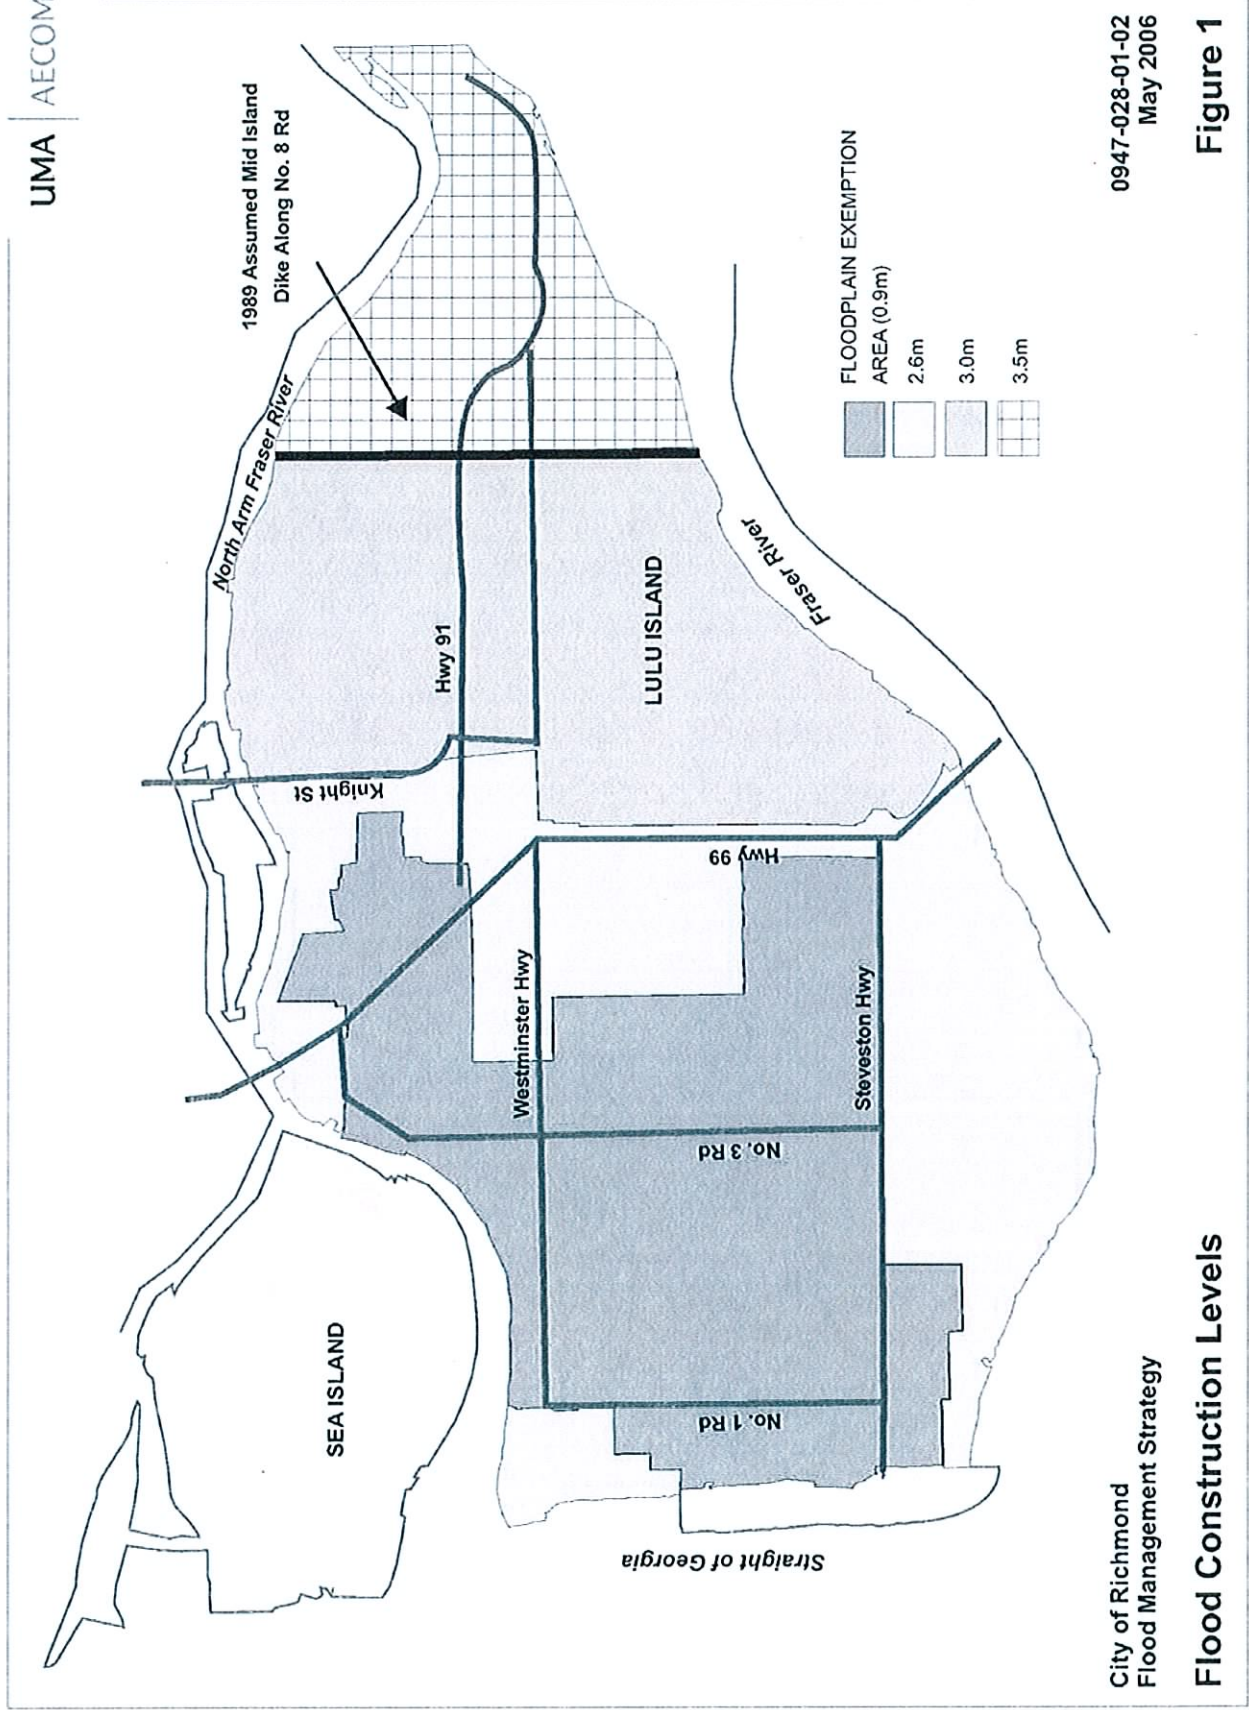 UMA | AECOM
1989 Assumed Mid Island
Dike Along No. 8 Rd
North Arm Fraser River
Hwy 91
Knight St
LULU ISLAND
Fraser River
Hwy 99
Westminster Hwy
Steveston Hwy
No. 3 Rd
No. 1 Rd
SEA ISLAND
Straight of Georgia
FLOODPLAIN EXEMPTION
AREA (0.9m)
2.6m
3.0m
3.5m
City of Richmond
Flood Management Strategy
0947-028-01-02
May 2006
Flood Construction Levels
Figure 1